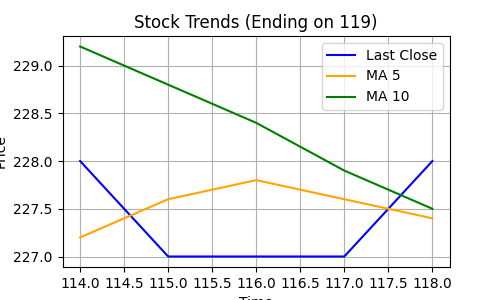 Stock Trends (Ending on 119)
Last Close
MA 5
MA 10
229.0
228.5
228.0
227.5
227.0
Price
114.0 114.5 115.0 115.5 116.0 116.5 117.0 117.5 118.0
Time